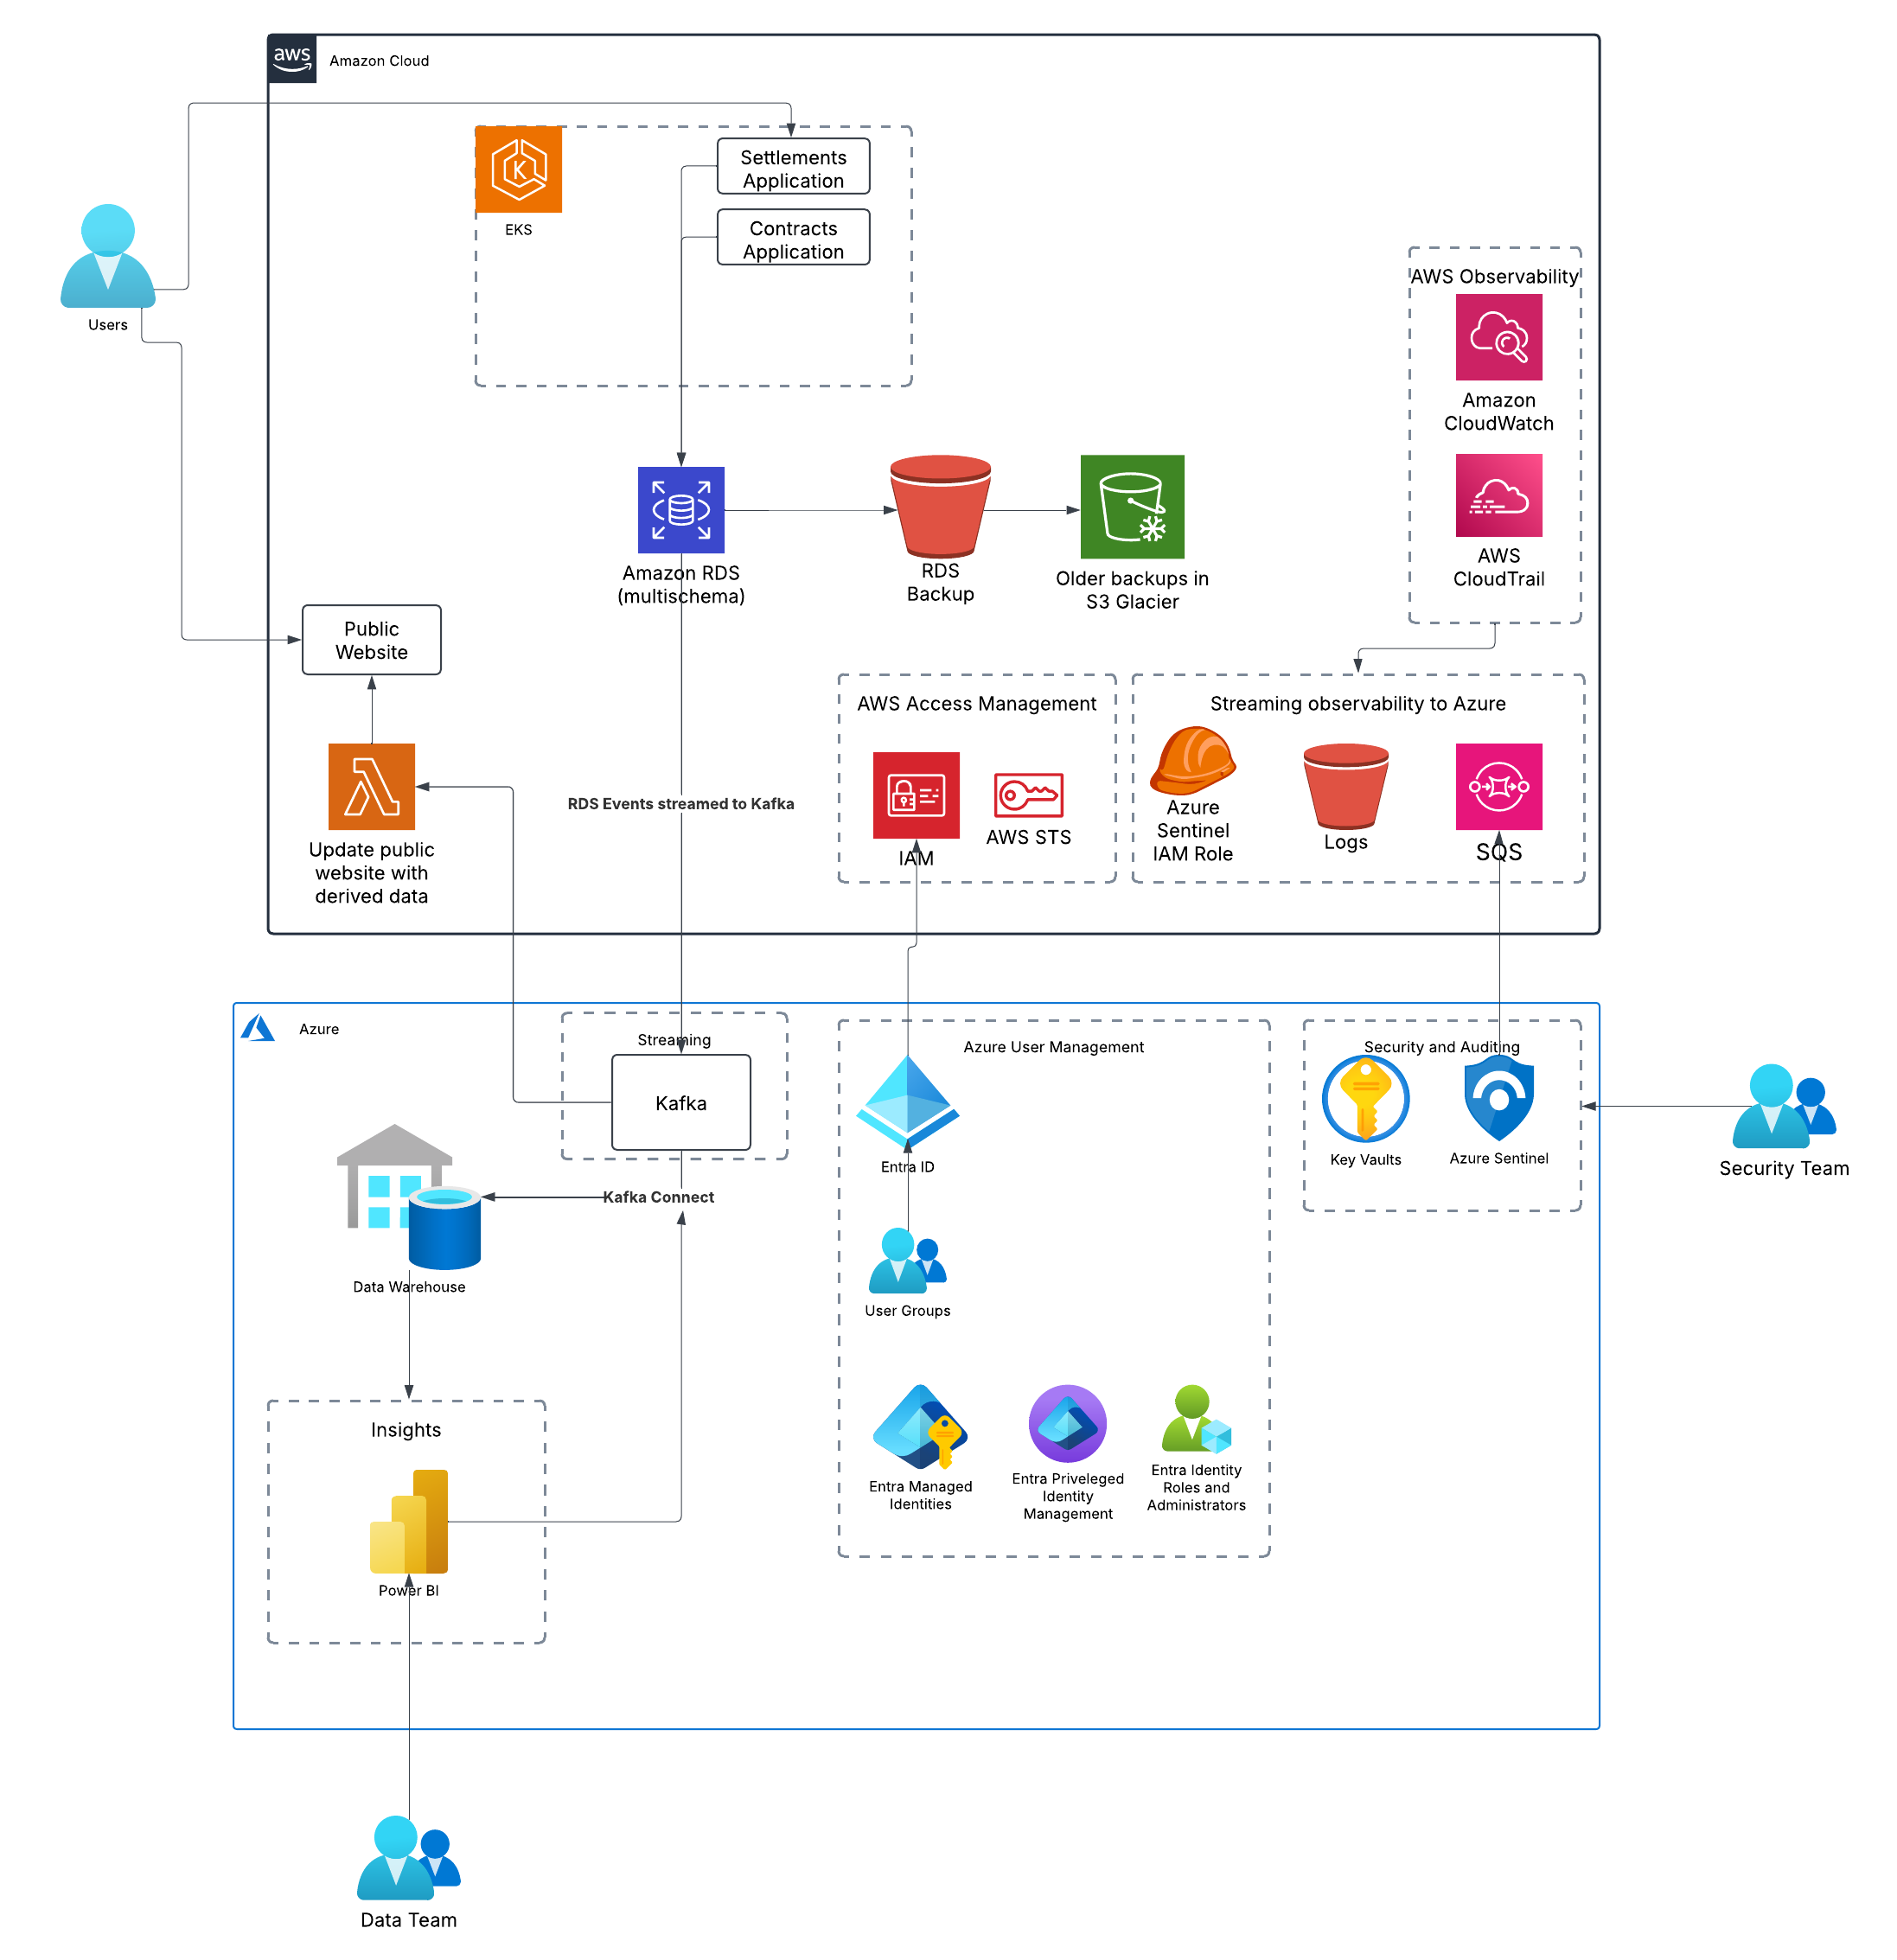 aws
Amazon Cloud
Settlements
Application
K
EKS
Contracts
Application
AWS Observability
Users
Amazon
CloudWatch
AWS
CloudTrail
Amazon RDS
(multischema)
RDS
Backup
Older backups in
S3 Glacier
Public
Website
AWS Access Management
Streaming observability to Azure
RDS Events streamed to Kafka
IAM
AWS STS
Azure
Sentinel
IAM Role
Logs
SQS
Update public
website with
derived data
Azure
Streaming
Kafka
Azure User Management
Security and Auditing
Entra ID
Key Vaults
Azure Sentinel
Security Team
Kafka Connect
Data Warehouse
User Groups
Insights
Entra Managed
Identities
Entra Priveleged
Identity
Management
Entra Identity
Roles and
Administrators
Power BI
Data Team